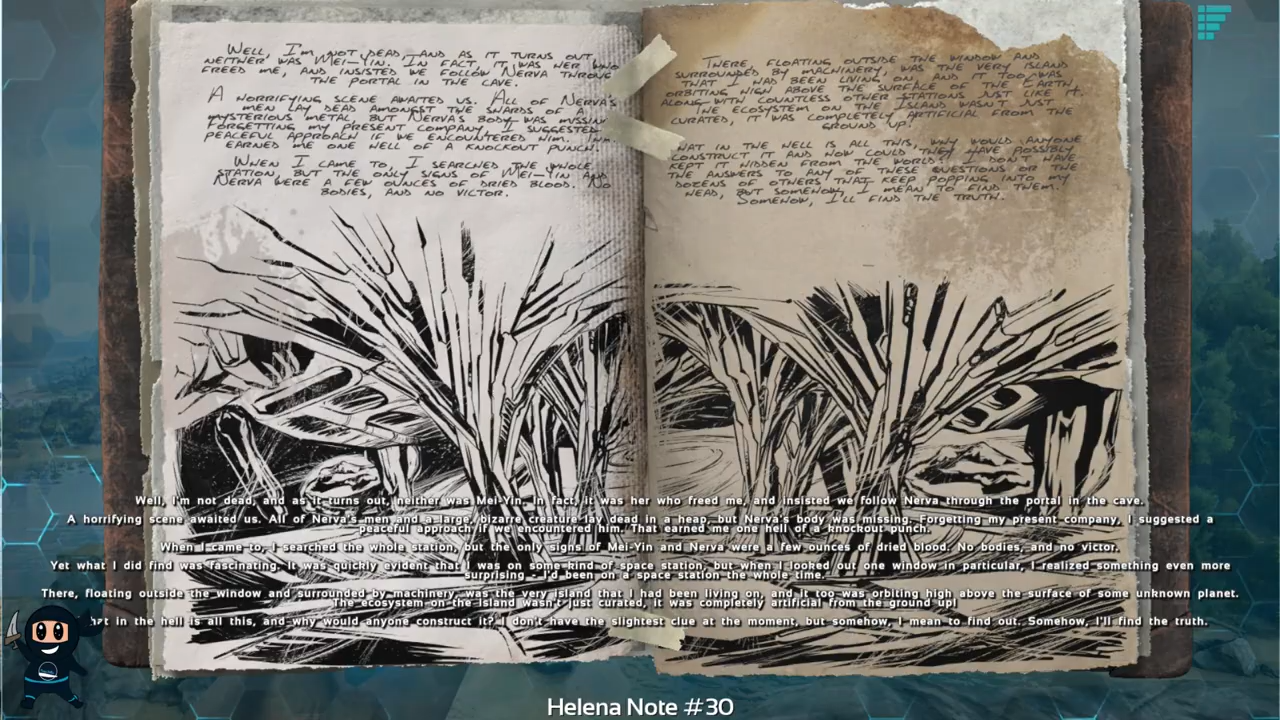 Well, I'm not dead—and as it turns out,
neither was Mei-Yin. In fact, it was her who
freed me, and insisted we follow Nerva through
the portal in the cave.
A horrifying scene awaited us. All of Nerva's
men lay dead amongst the shards of a
mysterious metal, but Nerva's body was missing.
Forgetting my present company, I suggested a
peaceful approach if we encountered him. That
earned me one hell of a knockout punch.
When I came to, I searched the whole
station, but the only signs of Mei-Yin and
Nerva were a few ounces of dried blood. No
bodies, and no victor.
There, floating outside the window and
surrounded by machinery, was the very island
that I had been living on, and it too was
orbiting high above the surface of the Earth,
along with countless other stations just like it.
The ecosystem on the Island wasn't just
curated, it was completely artificial from the
ground up!
What in the hell is all this, why would anyone
construct it and how could they have possibly
kept it hidden from the world? I don't have
the answers to any of these questions or the
dozens of others that keep popping into my
head, but somehow, I mean to find them.
Somehow, I'll find the truth.
Well, I'm not dead, and as it turns out, neither was Mei-Yin. In fact, it was her who freed me, and insisted we follow Nerva through the portal in the cave.
A horrifying scene awaited us. All of Nerva's men and a large, bizarre creature lay dead in a heap, but Nerva's body was missing. Forgetting my present company, I suggested a
peaceful approach if we encountered him. That earned me one hell of a knockout punch.
When I came to, I searched the whole station, but the only signs of Mei-Yin and Nerva were a few ounces of dried blood. No bodies, and no victor.
Yet what I did find was fascinating. It was quickly evident that I was on some kind of space station, but when I looked out one window in particular, I realized something even more
surprising - I'd been on a space station the whole time.
There, floating outside the window and surrounded by machinery, was the very island that I had been living on, and it too was orbiting high above the surface of some unknown planet.
The ecosystem on the Island wasn't just curated, it was completely artificial from the ground up!
in the hell is all this, and why would anyone construct it? I don't have the slightest clue at the moment, but somehow, I mean to find out. Somehow, I'll find the truth.
Helena Note #30